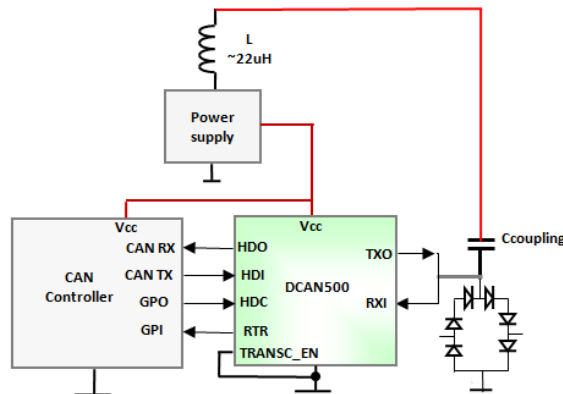 L
~22uH
Power
supply
Vcc
Vcc
CAN RX
HDO
TXO
Ccoupling
CAN
Controller
CAN TX
HDI
DCAN500
GPO
HDC
RXI
GPI
RTR
TRANSC_EN